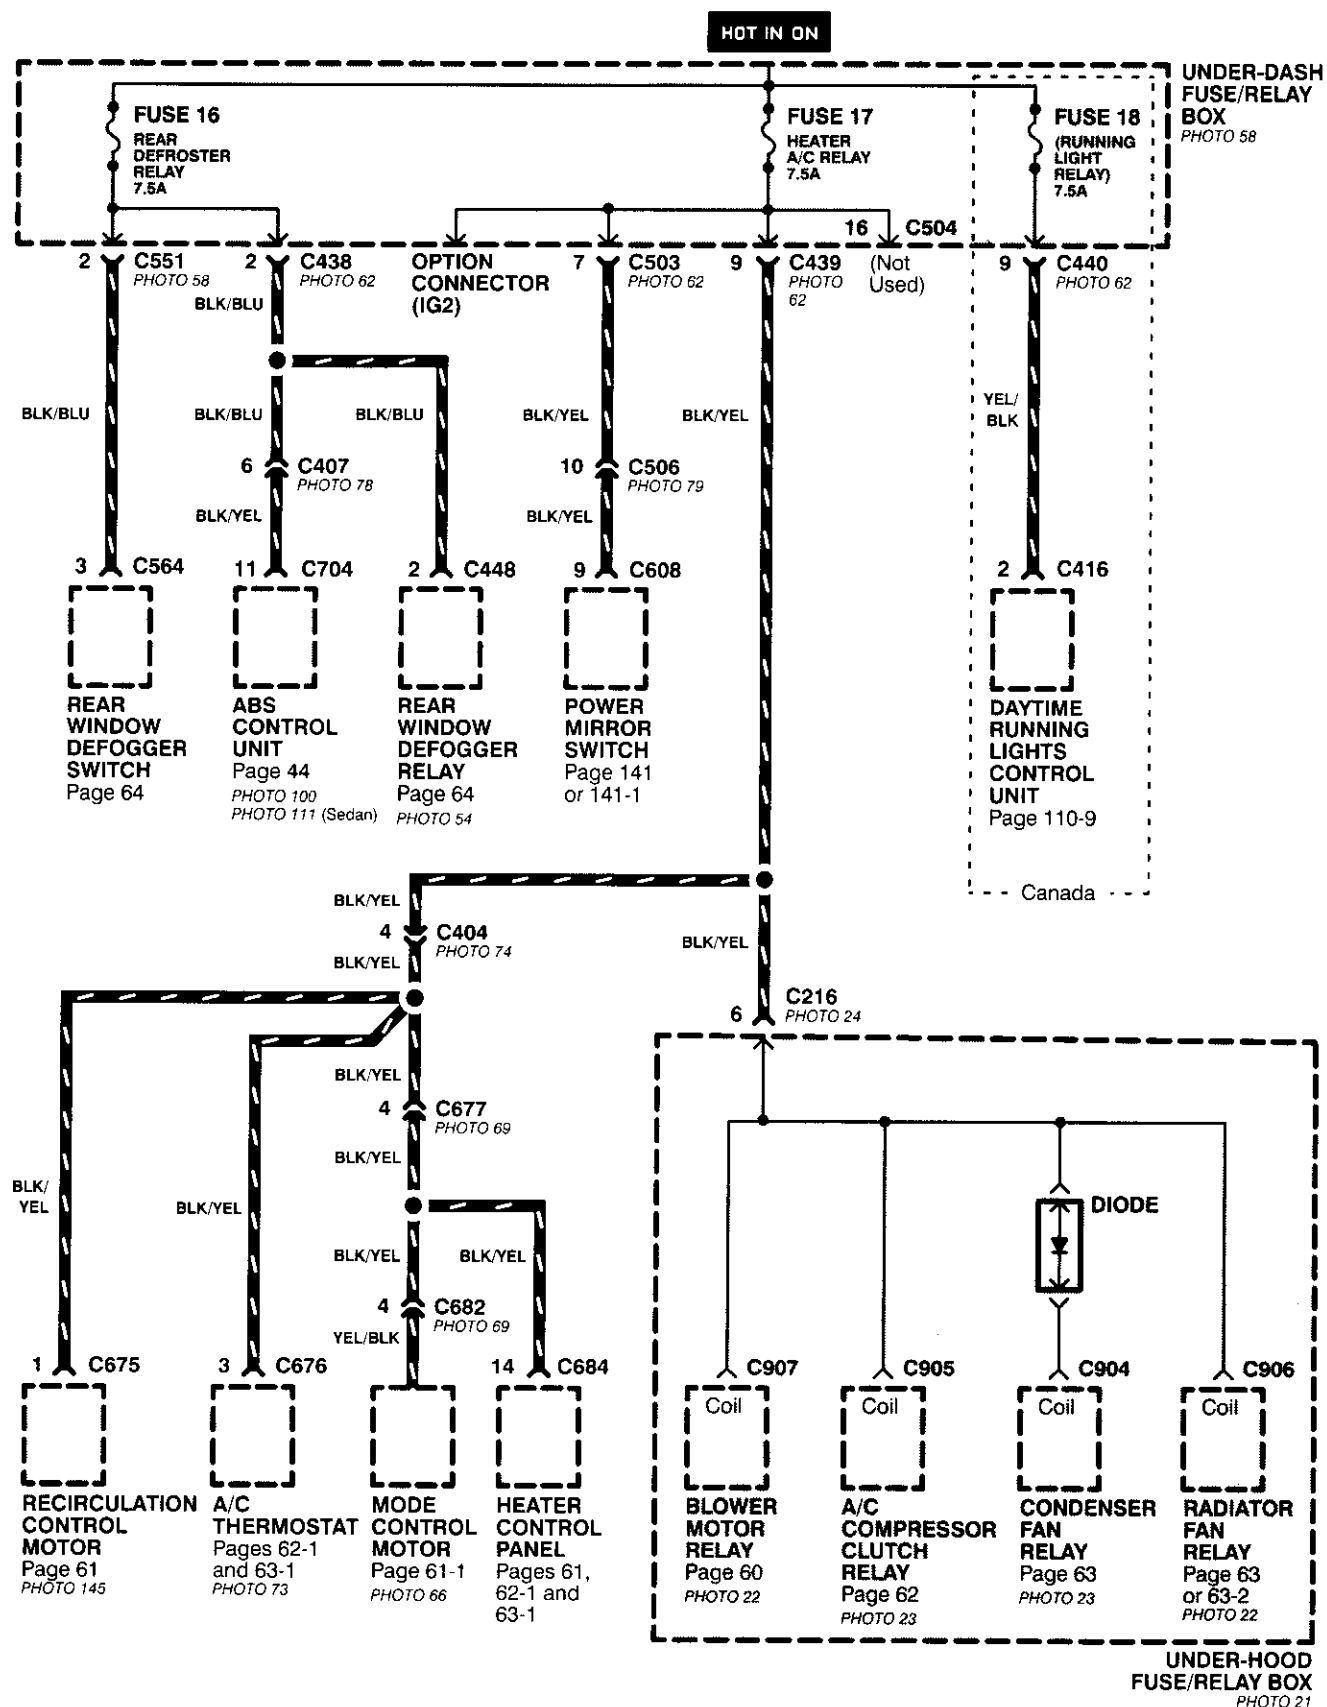 HOT IN ON
UNDER-DASH
FUSE/RELAY
BOX
PHOTO 58
FUSE 16
REAR
DEFROSTER
RELAY
7.5A
FUSE 17
HEATER
A/C RELAY
7.5A
FUSE 18
(RUNNING
LIGHT
RELAY)
7.5A
16 C504
(Not
Used)
2 C551
PHOTO 58
2 C438
PHOTO 62
OPTION
CONNECTOR
(IG2)
7 C503
PHOTO 62
9 C439
PHOTO
62
9 C440
PHOTO 62
BLK/BLU
BLK/BLU
BLK/BLU
BLK/BLU
BLK/YEL
BLK/YEL
YEL/
BLK
6 C407
PHOTO 78
10 C506
PHOTO 79
BLK/YEL
BLK/YEL
3 C564
11 C704
2 C448
9 C608
2 C416
REAR
WINDOW
DEFOGGER
SWITCH
Page 64
ABS
CONTROL
UNIT
Page 44
PHOTO 100
PHOTO 111 (Sedan)
REAR
WINDOW
DEFOGGER
RELAY
Page 64
PHOTO 54
POWER
MIRROR
SWITCH
Page 141
or 141-1
DAYTIME
RUNNING
LIGHTS
CONTROL
UNIT
Page 110-9
Canada
BLK/YEL
4 C404
PHOTO 74
BLK/YEL
BLK/YEL
6 C216
PHOTO 24
BLK/YEL
4 C677
PHOTO 69
BLK/YEL
BLK/
YEL
BLK/YEL
BLK/YEL
BLK/YEL
4 C682
PHOTO 69
YEL/BLK
DIODE
1 C675
3 C676
14 C684
C907
Coil
C905
Coil
C904
Coil
C906
Coil
RECIRCULATION
CONTROL
MOTOR
Page 61
PHOTO 145
A/C
THERMOSTAT
Pages 62-1
and 63-1
PHOTO 73
MODE
CONTROL
MOTOR
Page 61-1
PHOTO 66
HEATER
CONTROL
PANEL
Pages 61,
62-1 and
63-1
BLOWER
MOTOR
RELAY
Page 60
PHOTO 22
A/C
COMPRESSOR
CLUTCH
RELAY
Page 62
PHOTO 23
CONDENSER
FAN
RELAY
Page 63
PHOTO 23
RADIATOR
FAN
RELAY
Page 63
or 63-2
PHOTO 22
UNDER-HOOD
FUSE/RELAY BOX
PHOTO 21